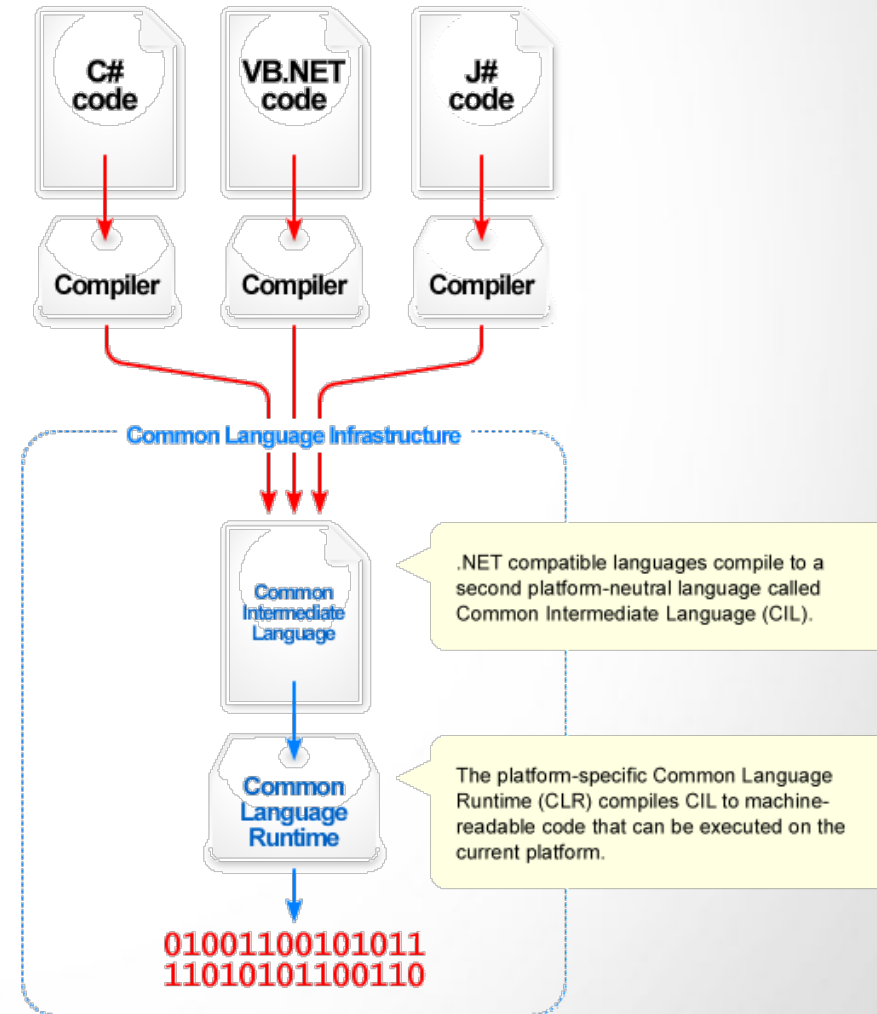 C#
code
VB.NET
code
J#
code
Compiler
Compiler
Compiler
Common Language Infrastructure
Common
Intermediate
Language
.NET compatible languages compile to a
second platform-neutral language called
Common Intermediate Language (CIL).
Common
Language
Runtime
The platform-specific Common Language
Runtime (CLR) compiles CIL to machine-
readable code that can be executed on the
current platform.
01001100101011
11010101100110